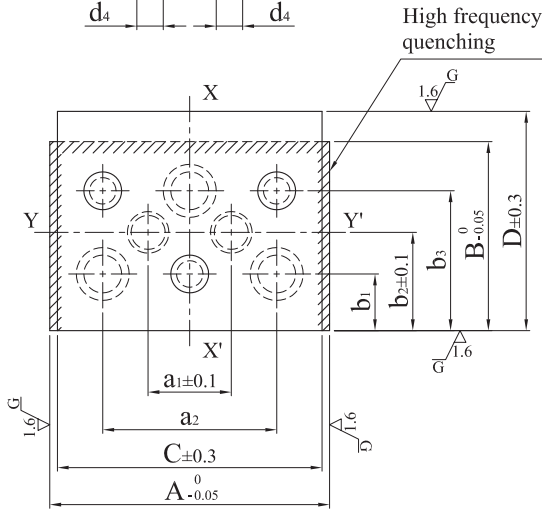 d4
d4
High frequency
quenching
X
1.6
G
Y
Y'
b1
b2±0.1
b3
B 0 -0.05
D±0.3
X'
G
1.6
a1±0.1
a2
G
1.6
1.6
G
C±0.3
A 0 -0.05